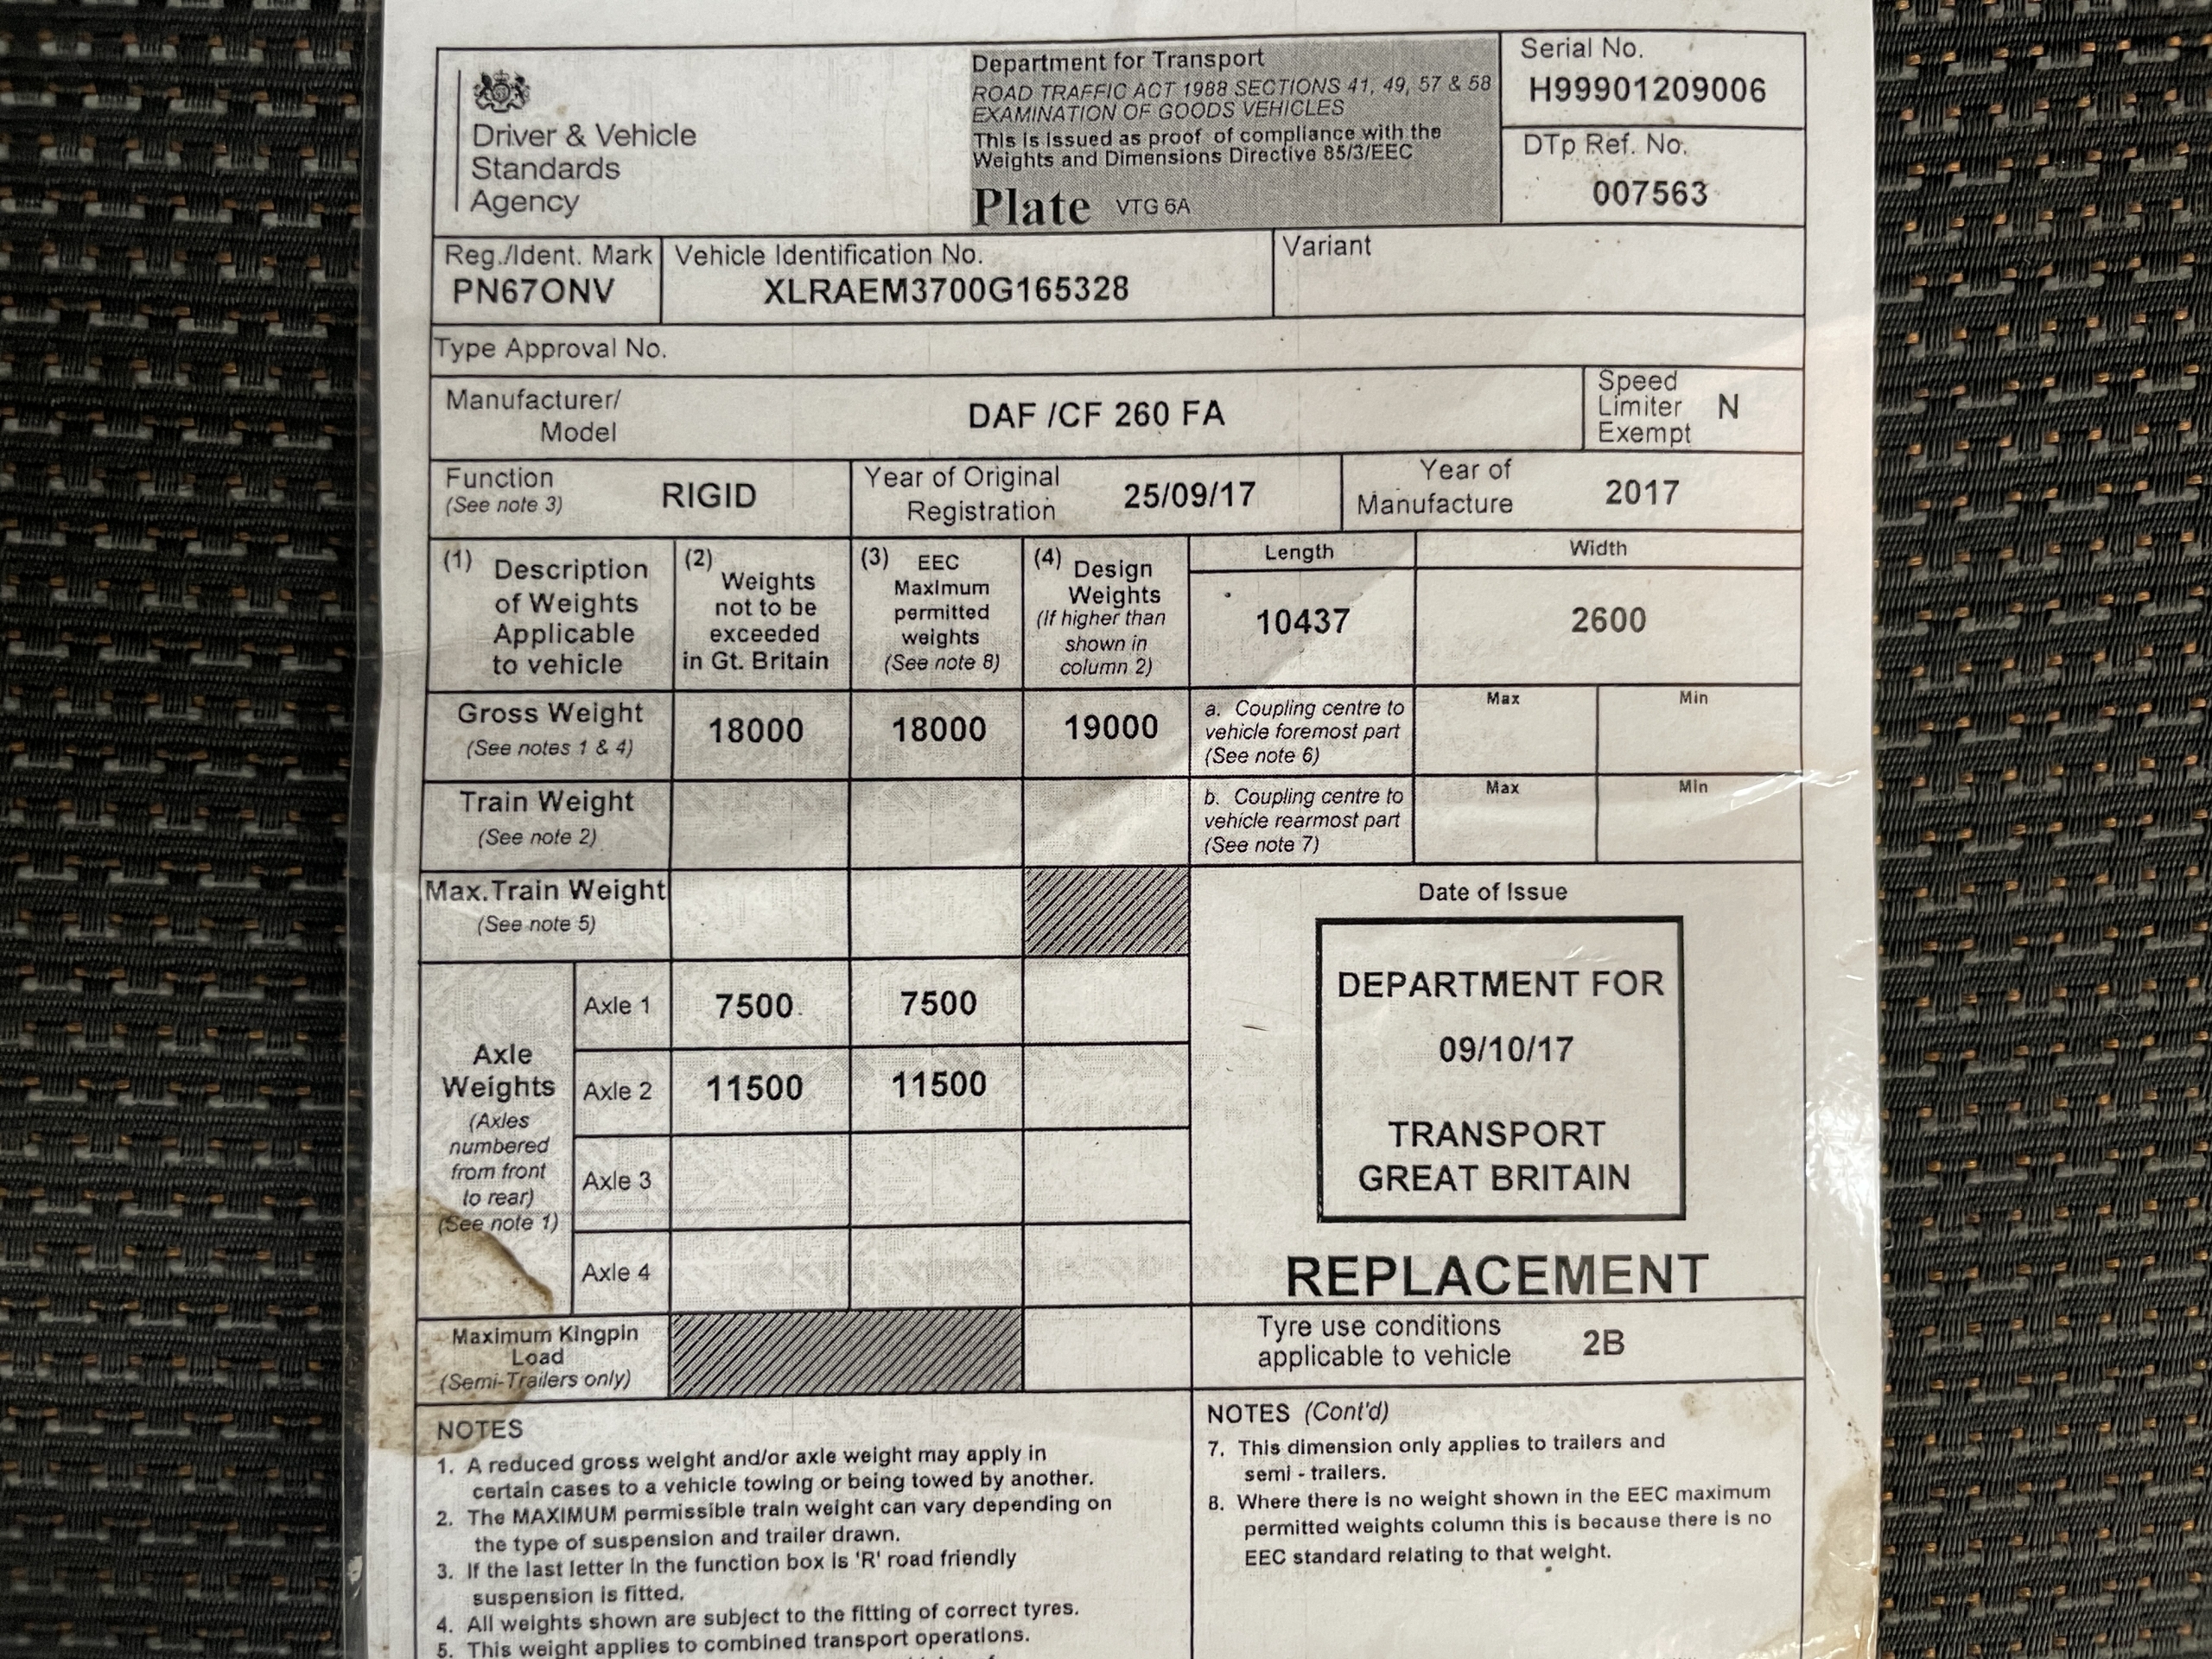 Driver & Vehicle
Standards
Agency
Department for Transport
ROAD TRAFFIC ACT 1988 SECTIONS 41, 49, 57 & 58
EXAMINATION OF GOODS VEHICLES
This is issued as proof of compliance with the
Weights and Dimensions Directive 85/3/EEC
Plate VTG 6A
Serial No.
H99901209006
DTp Ref. No.
007563
Reg./Ident. Mark
PN67ONV
Vehicle Identification No.
XLRAEM3700G165328
Variant
Type Approval No.
Manufacturer/
Model
DAF /CF 260 FA
Speed
Limiter
Exempt
N
Function
(See note 3)
RIGID
Year of Original
Registration
25/09/17
Year of
Manufacture
2017
(1) Description
of Weights
Applicable
to vehicle
(2) Weights
not to be
exceeded
in Gt. Britain
(3) EEC
Maximum
permitted
weights
(See note 8)
(4) Design
Weights
(If higher than
shown in
column 2)
Length
10437
Width
2600
Gross Weight
(See notes 1 & 4)
18000
18000
19000
a. Coupling centre to
vehicle foremost part
(See note 6)
Max
Min
Train Weight
(See note 2)
b. Coupling centre to
vehicle rearmost part
(See note 7)
Max
Min
Max. Train Weight
(See note 5)
Date of Issue
DEPARTMENT FOR
09/10/17
TRANSPORT
GREAT BRITAIN
REPLACEMENT
Axle
Weights
(Axles
numbered
from front
to rear)
(See note 1)
Axle 1
7500
7500
Axle 2
11500
11500
Axle 3
Axle 4
Maximum Kingpin
Load
(Semi-Trailers only)
Tyre use conditions
applicable to vehicle
2B
NOTES
1. A reduced gross weight and/or axle weight may apply in
certain cases to a vehicle towing or being towed by another.
2. The MAXIMUM permissible train weight can vary depending on
the type of suspension and trailer drawn.
3. If the last letter in the function box is 'R' road friendly
suspension is fitted.
4. All weights shown are subject to the fitting of correct tyres.
5. This weight applies to combined transport operations.
NOTES (Cont'd)
7. This dimension only applies to trailers and
semi - trailers.
8. Where there is no weight shown in the EEC maximum
permitted weights column this is because there is no
EEC standard relating to that weight.